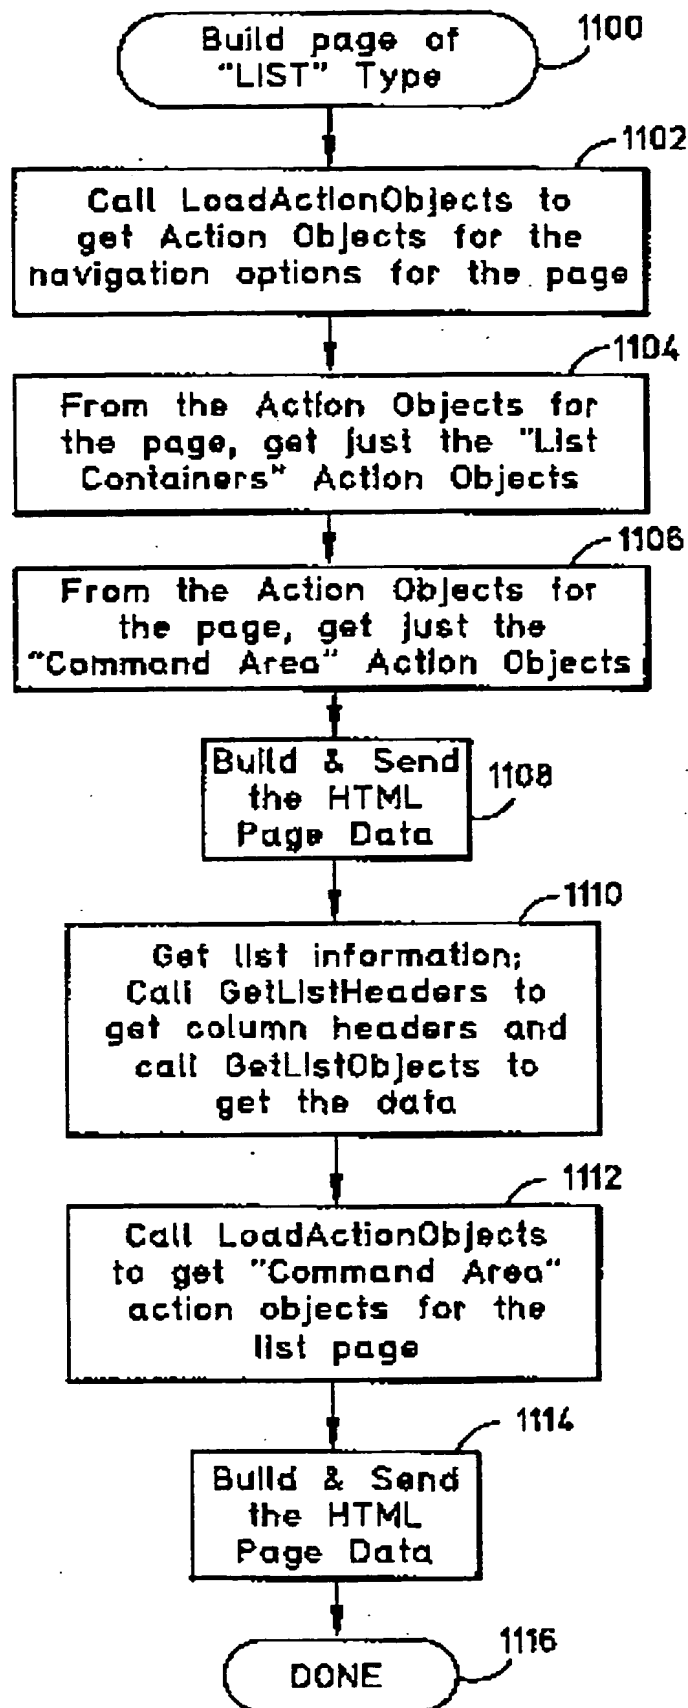 Build page of
"LIST" Type
1100
1102
Call LoadActionObjects to
get Action Objects for the
navigation options for the page
1104
From the Action Objects for
the page, get just the "List
Containers" Action Objects
1106
From the Action Objects for
the page, get just the
"Command Area" Action Objects
Build & Send
the HTML
Page Data
1108
1110
Get list information;
Call GetListHeaders to
get column headers and
call GetListObjects to
get the data
1112
Call LoadActionObjects
to get "Command Area"
action objects for the
list page
1114
Build & Send
the HTML
Page Data
1116
DONE